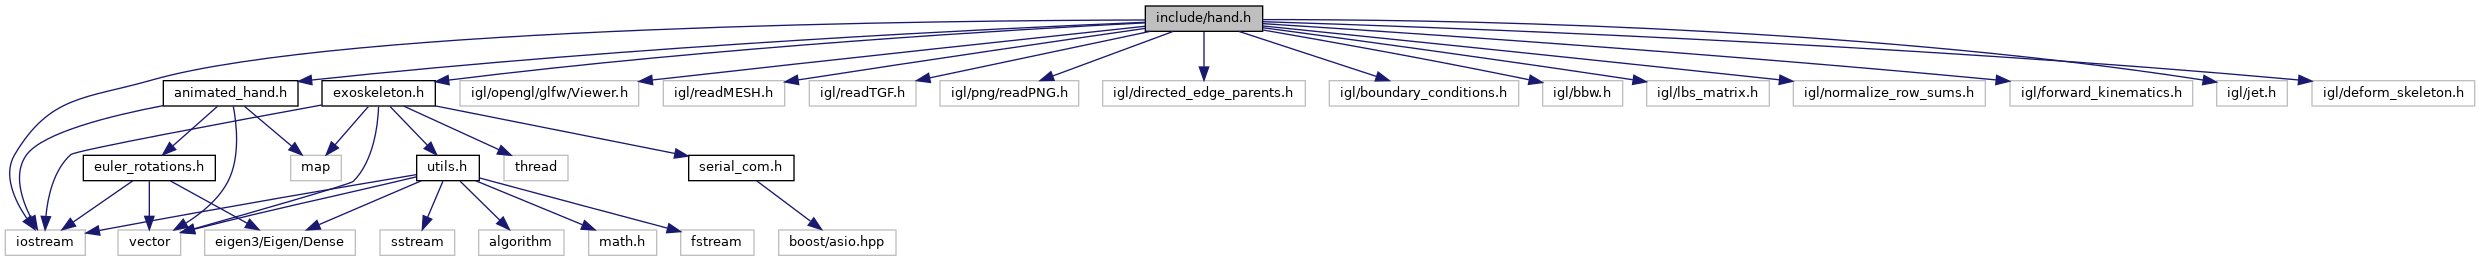 include/hand.h
animated_hand.h
exoskeleton.h
igl/opengl/glfw/Viewer.h
igl/readMESH.h
igl/readTGF.h
igl/png/readPNG.h
igl/directed_edge_parents.h
igl/boundary_conditions.h
igl/bbw.h
igl/lbs_matrix.h
igl/normalize_row_sums.h
igl/forward_kinematics.h
igl/jet.h
igl/deform_skeleton.h
euler_rotations.h
map
utils.h
thread
serial_com.h
iostream
vector
eigen3/Eigen/Dense
sstream
algorithm
math.h
fstream
boost/asio.hpp